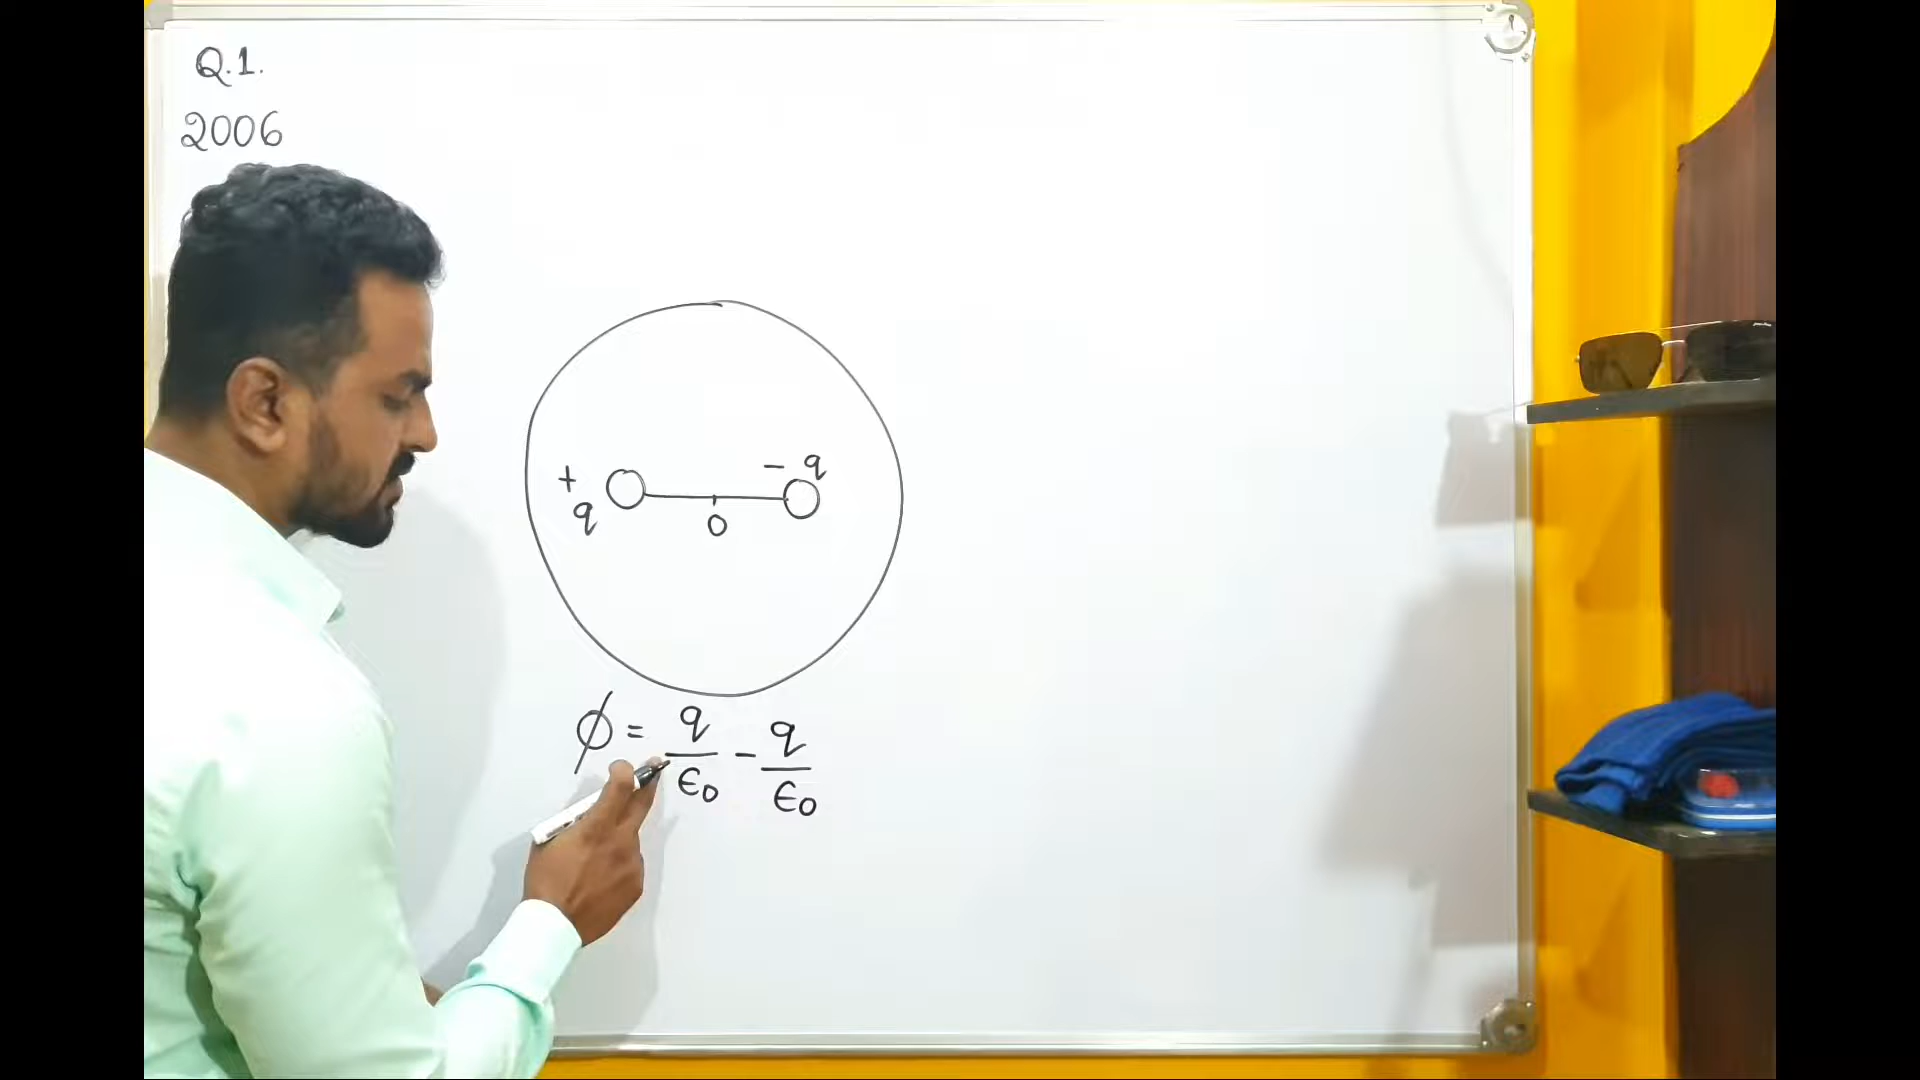 Q.1.
2006
+ q
- q
O
ϕ = q/ϵ0 - q/ϵ0